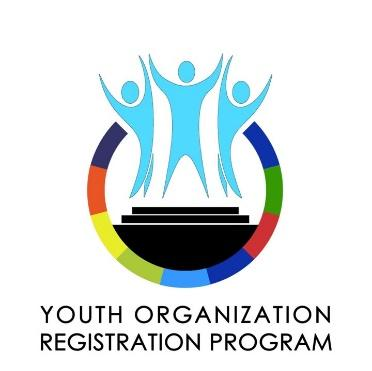 YOUTH ORGANIZATION
REGISTRATION PROGRAM